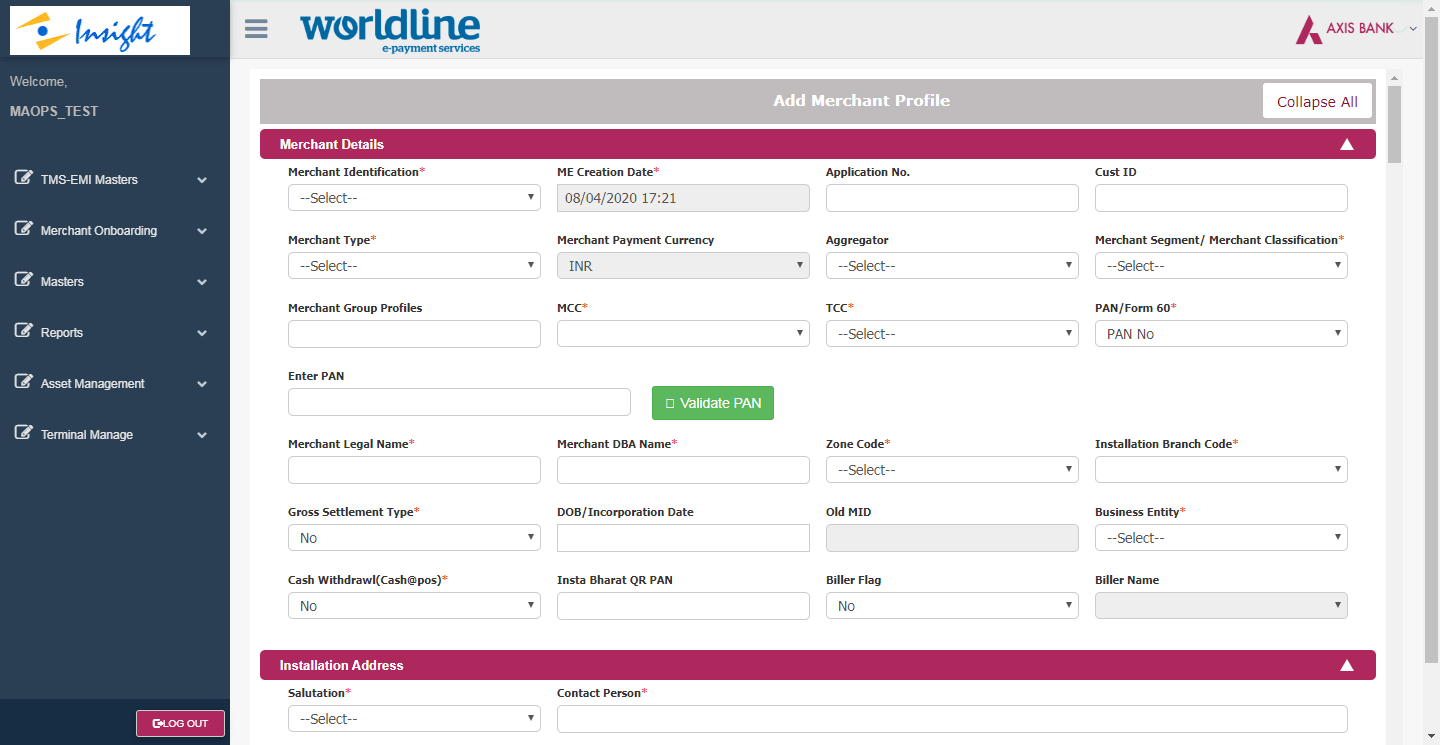 Insight
worldline
e-payment services
AXIS BANK
Welcome,
MAOPS_TEST
TMS-EMI Masters
Merchant Onboarding
Masters
Reports
Asset Management
Terminal Manage
LOG OUT
Add Merchant Profile
Collapse All
Merchant Details
Merchant Identification* ME Creation Date* Application No. Cust ID
--Select-- 08/04/2020 17:21
Merchant Type* Merchant Payment Currency Aggregator Merchant Segment/ Merchant Classification*
--Select-- INR --Select-- --Select--
Merchant Group Profiles MCC* TCC* PAN/Form 60*
--Select-- PAN No
Enter PAN
Validate PAN
Merchant Legal Name* Merchant DBA Name* Zone Code* Installation Branch Code*
--Select--
Gross Settlement Type* DOB/Incorporation Date Old MID Business Entity*
No --Select--
Cash Withdrawl(Cash@pos)* Insta Bharat QR PAN Biller Flag Biller Name
No No
Installation Address
Salutation* Contact Person*
--Select--